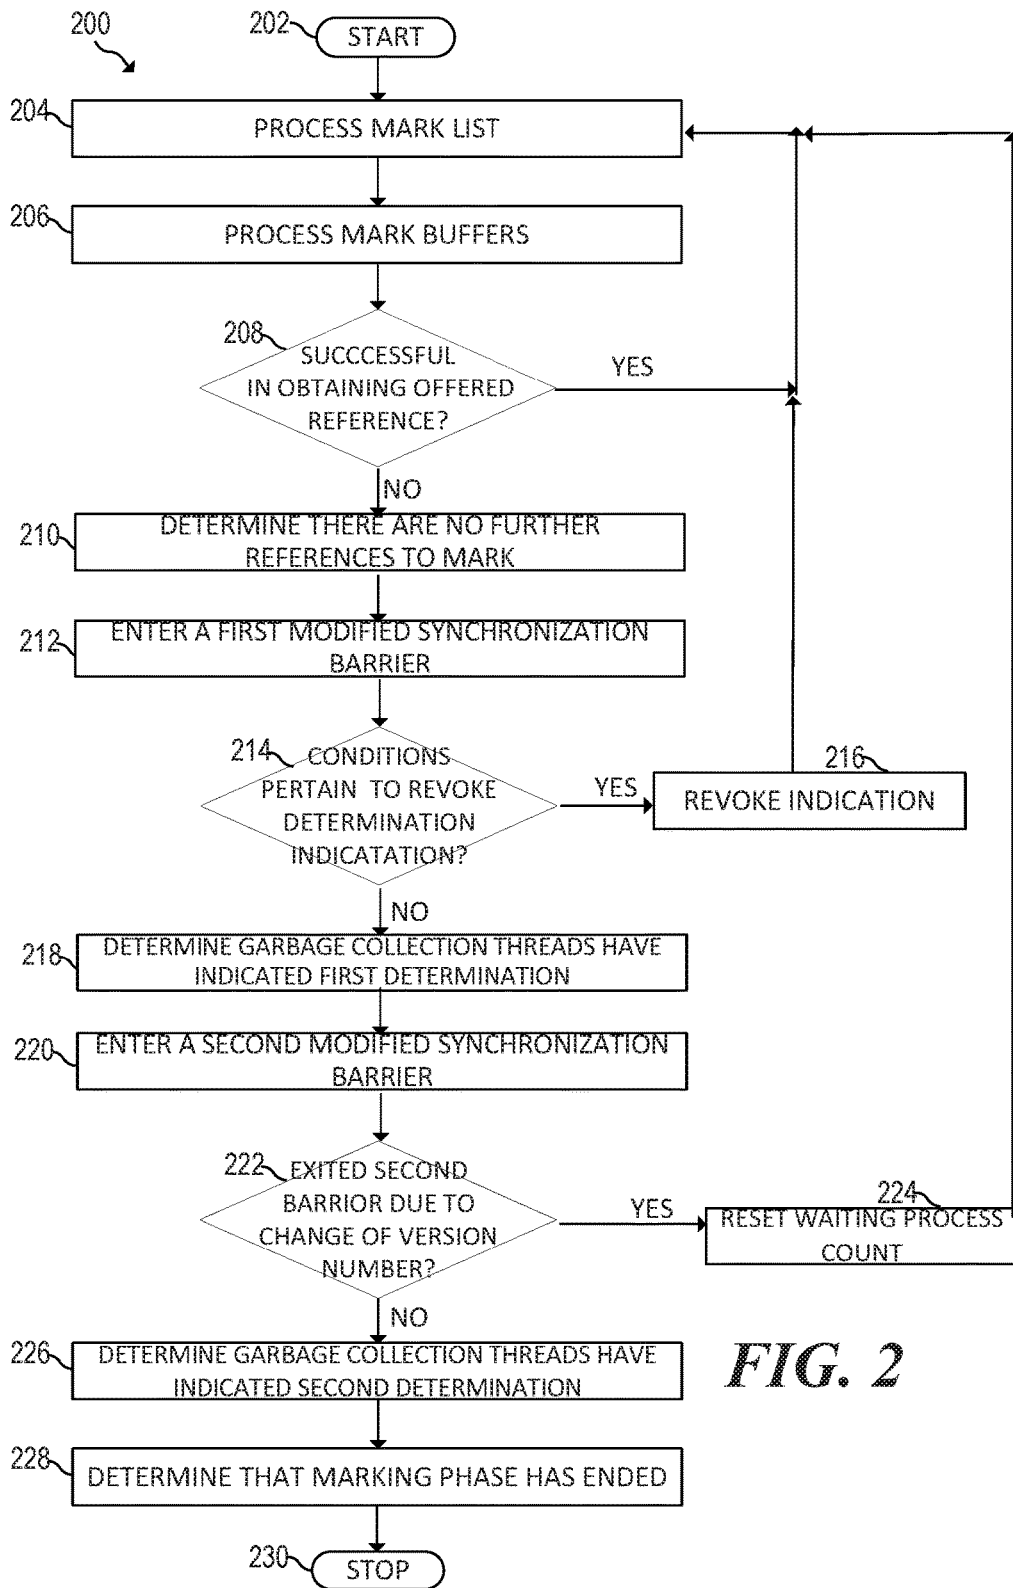 200
202
START
204
PROCESS MARK LIST
206
PROCESS MARK BUFFERS
208
SUCCCESSFUL
IN OBTAINING OFFERED
REFERENCE?
YES
NO
210
DETERMINE THERE ARE NO FURTHER
REFERENCES TO MARK
212
ENTER A FIRST MODIFIED SYNCHRONIZATION
BARRIER
214
CONDITIONS
PERTAIN TO REVOKE
DETERMINATION
INDICATATION?
YES
216
REVOKE INDICATION
NO
218
DETERMINE GARBAGE COLLECTION THREADS HAVE
INDICATED FIRST DETERMINATION
220
ENTER A SECOND MODIFIED SYNCHRONIZATION
BARRIER
222
EXITED SECOND
BARRIOR DUE TO
CHANGE OF VERSION
NUMBER?
YES
224
RESET WAITING PROCESS
COUNT
NO
226
DETERMINE GARBAGE COLLECTION THREADS HAVE
INDICATED SECOND DETERMINATION
FIG. 2
228
DETERMINE THAT MARKING PHASE HAS ENDED
230
STOP